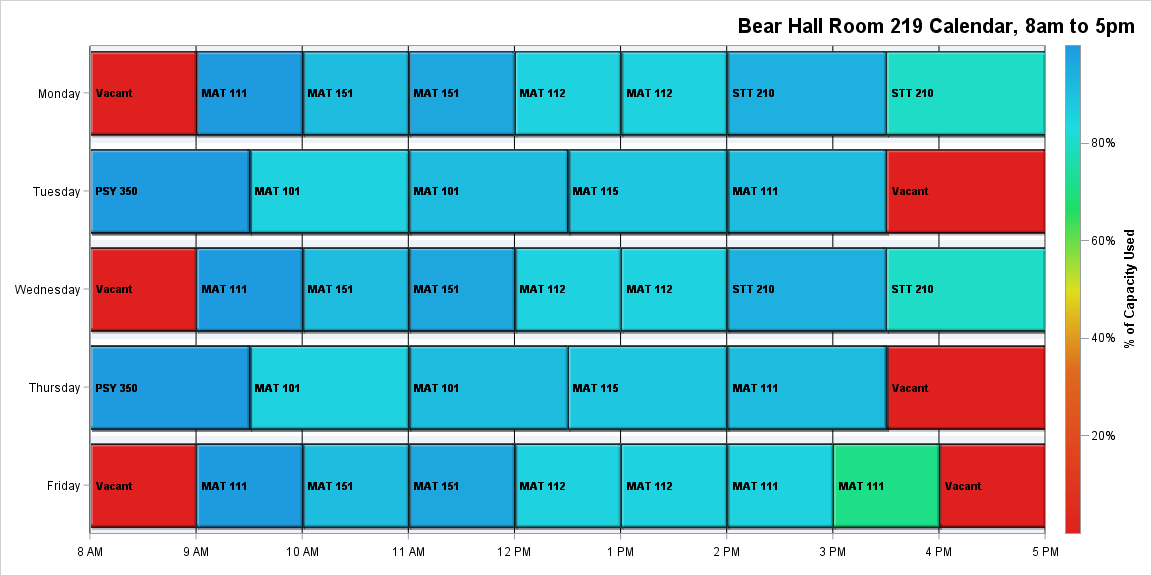 Bear Hall Room 219 Calendar, 8am to 5pm
Monday
Vacant MAT 111 MAT 151 MAT 151 MAT 112 MAT 112 STT 210 STT 210
Tuesday
PSY 350 MAT 101 MAT 101 MAT 115 MAT 111 Vacant
Wednesday
Vacant MAT 111 MAT 151 MAT 151 MAT 112 MAT 112 STT 210 STT 210
Thursday
PSY 350 MAT 101 MAT 101 MAT 115 MAT 111 Vacant
Friday
Vacant MAT 111 MAT 151 MAT 151 MAT 112 MAT 112 MAT 111 MAT 111 Vacant
8 AM 9 AM 10 AM 11 AM 12 PM 1 PM 2 PM 3 PM 4 PM 5 PM
80%
60%
40%
20%
% of Capacity Used